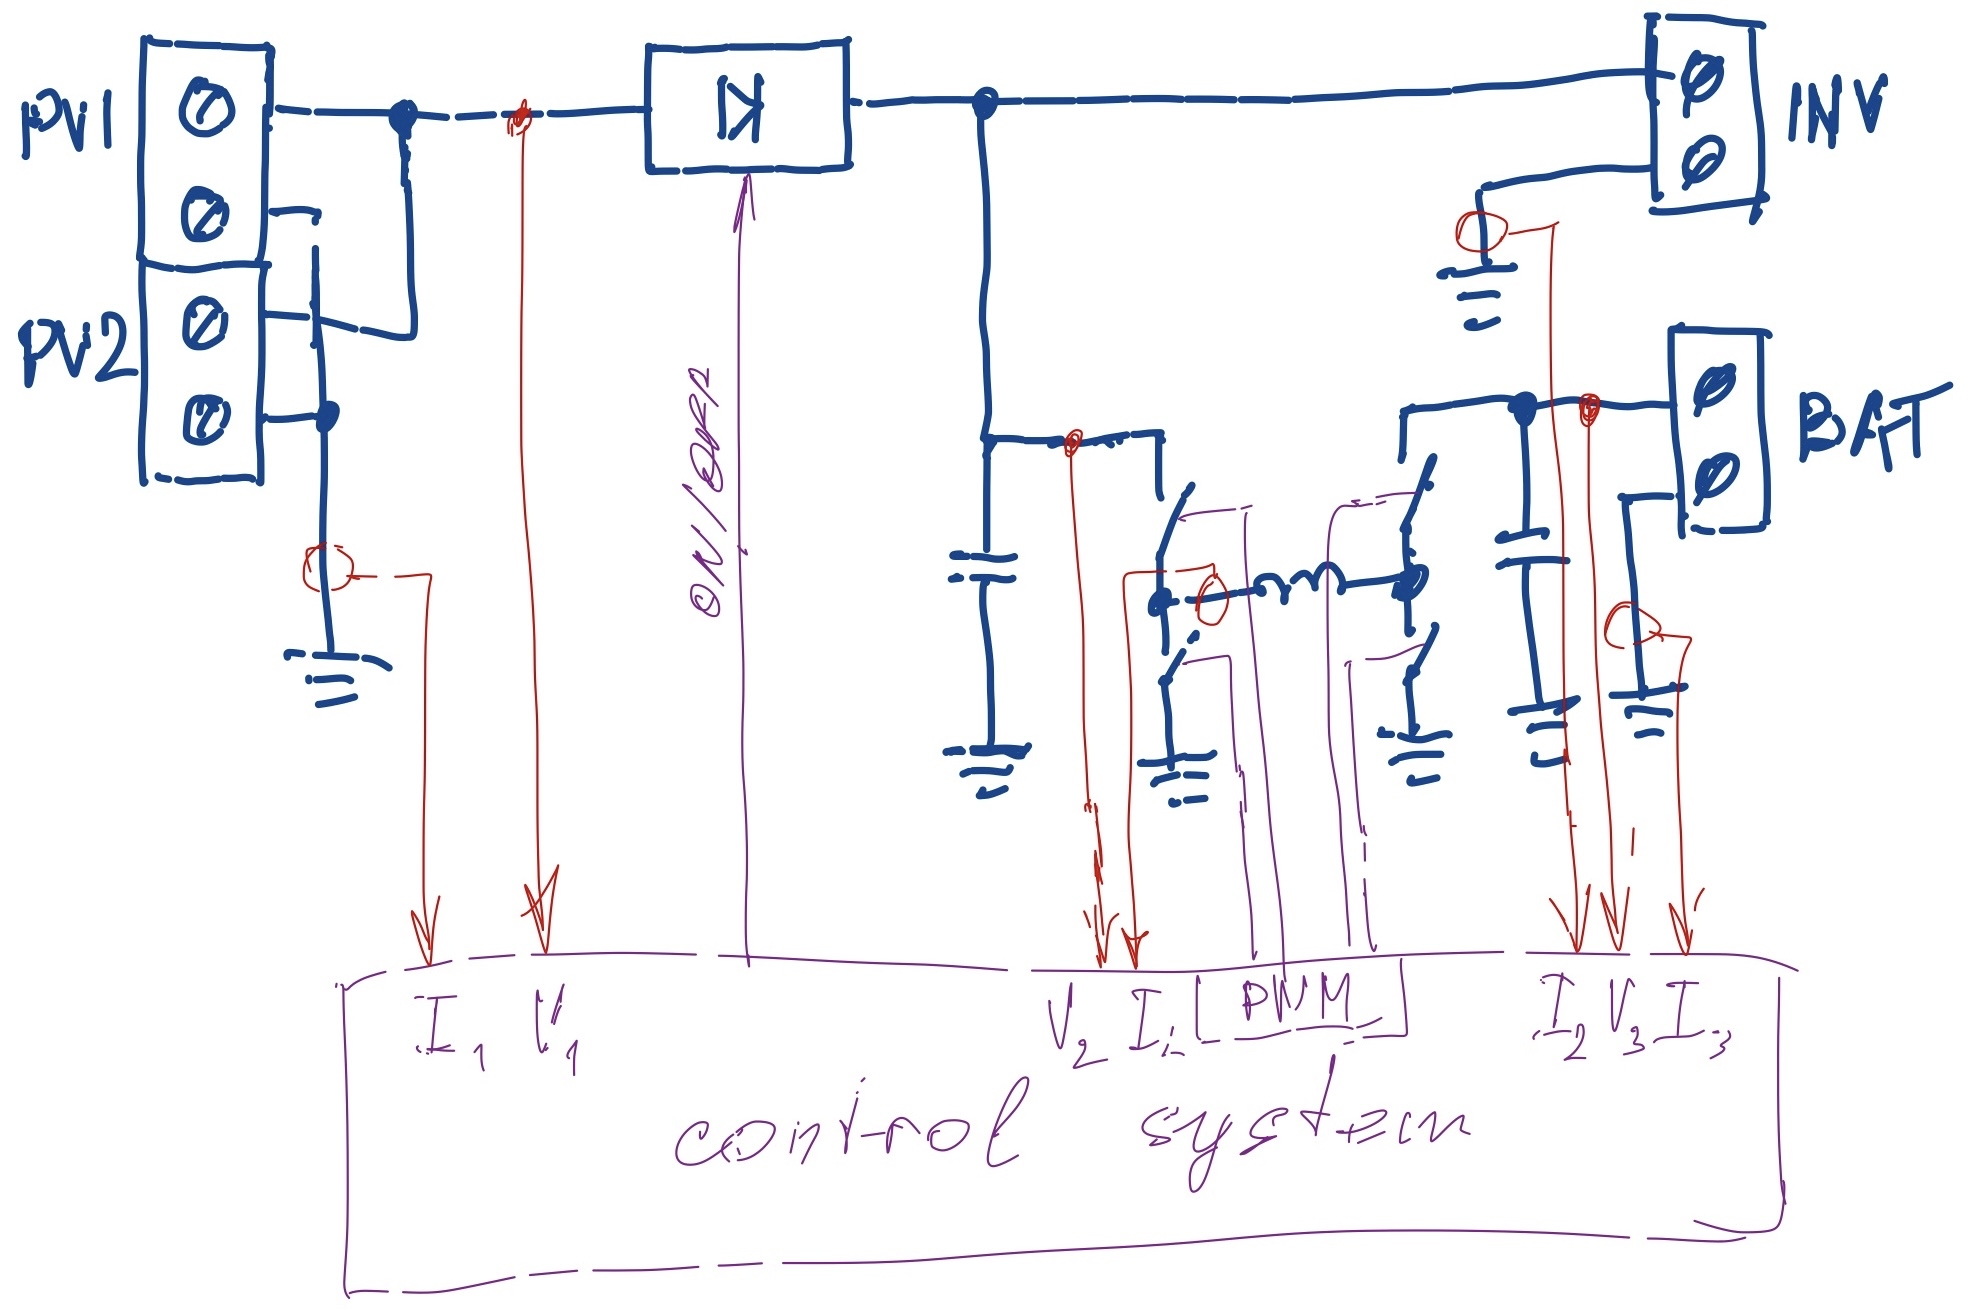 PV1
INV
PV2
BAT
ON/OFF
I1 V1 V2 Ii PWM I2 V3 I3
control system